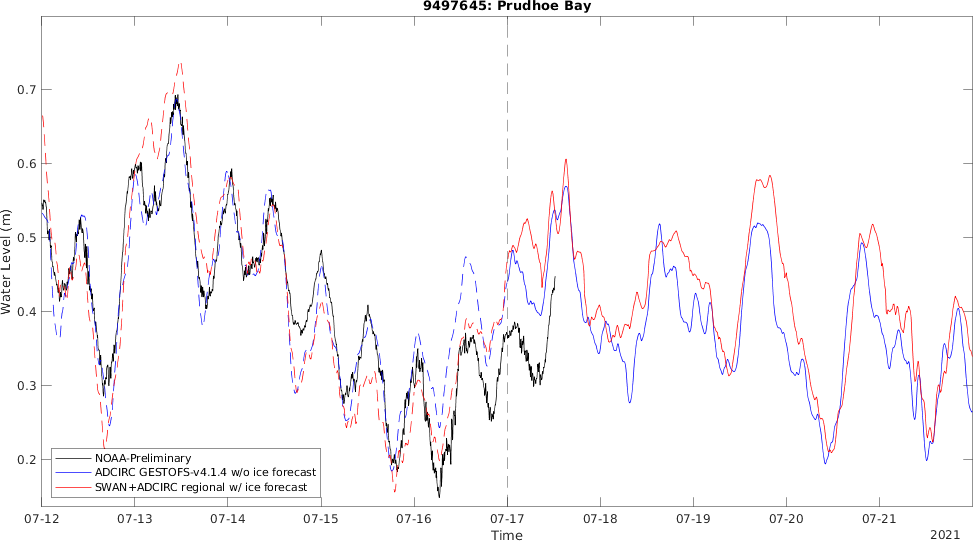 9497645: Prudhoe Bay
Water Level (m)
0.7
0.6
0.5
0.4
0.3
0.2
NOAA-Preliminary
ADCIRC GESTOFS-v4.1.4 w/o ice forecast
SWAN+ADCIRC regional w/ ice forecast
07-12 07-13 07-14 07-15 07-16 07-17 07-18 07-19 07-20 07-21
Time
2021